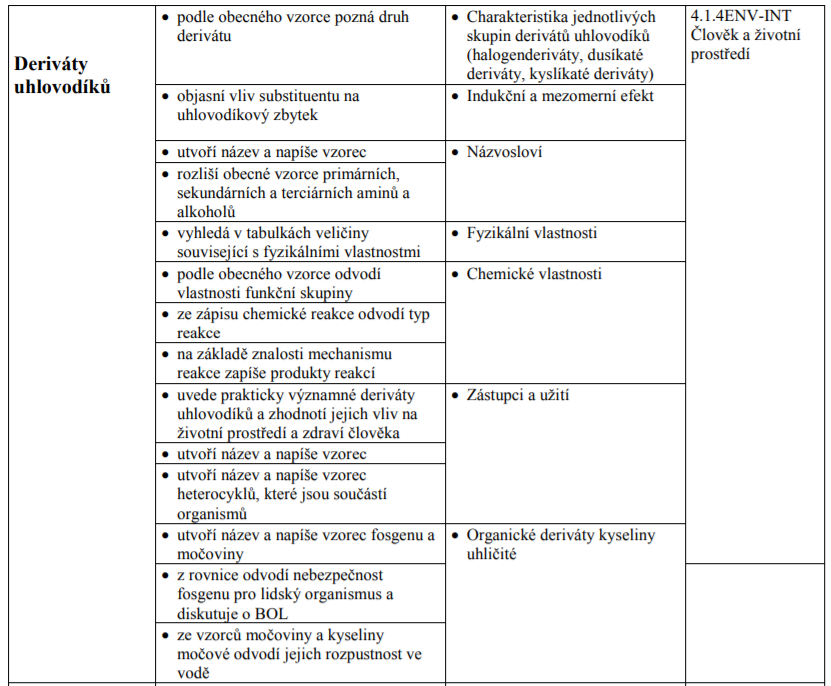 Deriváty
uhlovodíků
• podle obecného vzorce pozná druh
derivátu
• Charakteristika jednotlivých
skupin derivátů uhlovodíků
(halogenderiváty, dusíkaté
deriváty, kyslíkaté deriváty)
4.1.4ENV-INT
Člověk a životní
prostředí
• objasní vliv substituentu na
uhlovodíkový zbytek
• Indukční a mezomerní efekt
• utvoří název a napíše vzorec
• Názvosloví
• rozliší obecné vzorce primárních,
sekundárních a terciárních aminů a
alkoholů
• vyhledá v tabulkách veličiny
související s fyzikálními vlastnostmi
• Fyzikální vlastnosti
• podle obecného vzorce odvodí
vlastnosti funkční skupiny
• Chemické vlastnosti
• ze zápisu chemické reakce odvodí typ
reakce
• na základě znalosti mechanismu
reakce zapíše produkty reakcí
• uvede prakticky významné deriváty
uhlovodíků a zhodnotí jejich vliv na
životní prostředí a zdraví člověka
• Zástupci a užití
• utvoří název a napíše vzorec
• utvoří název a napíše vzorec
heterocyklů, které jsou součástí
organismů
• utvoří název a napíše vzorec fosgenu a
močoviny
• Organické deriváty kyseliny
uhličité
• z rovnice odvodí nebezpečnost
fosgenu pro lidský organismus a
diskutuje o BOL
• ze vzorců močoviny a kyseliny
močové odvodí jejich rozpustnost ve
vodě